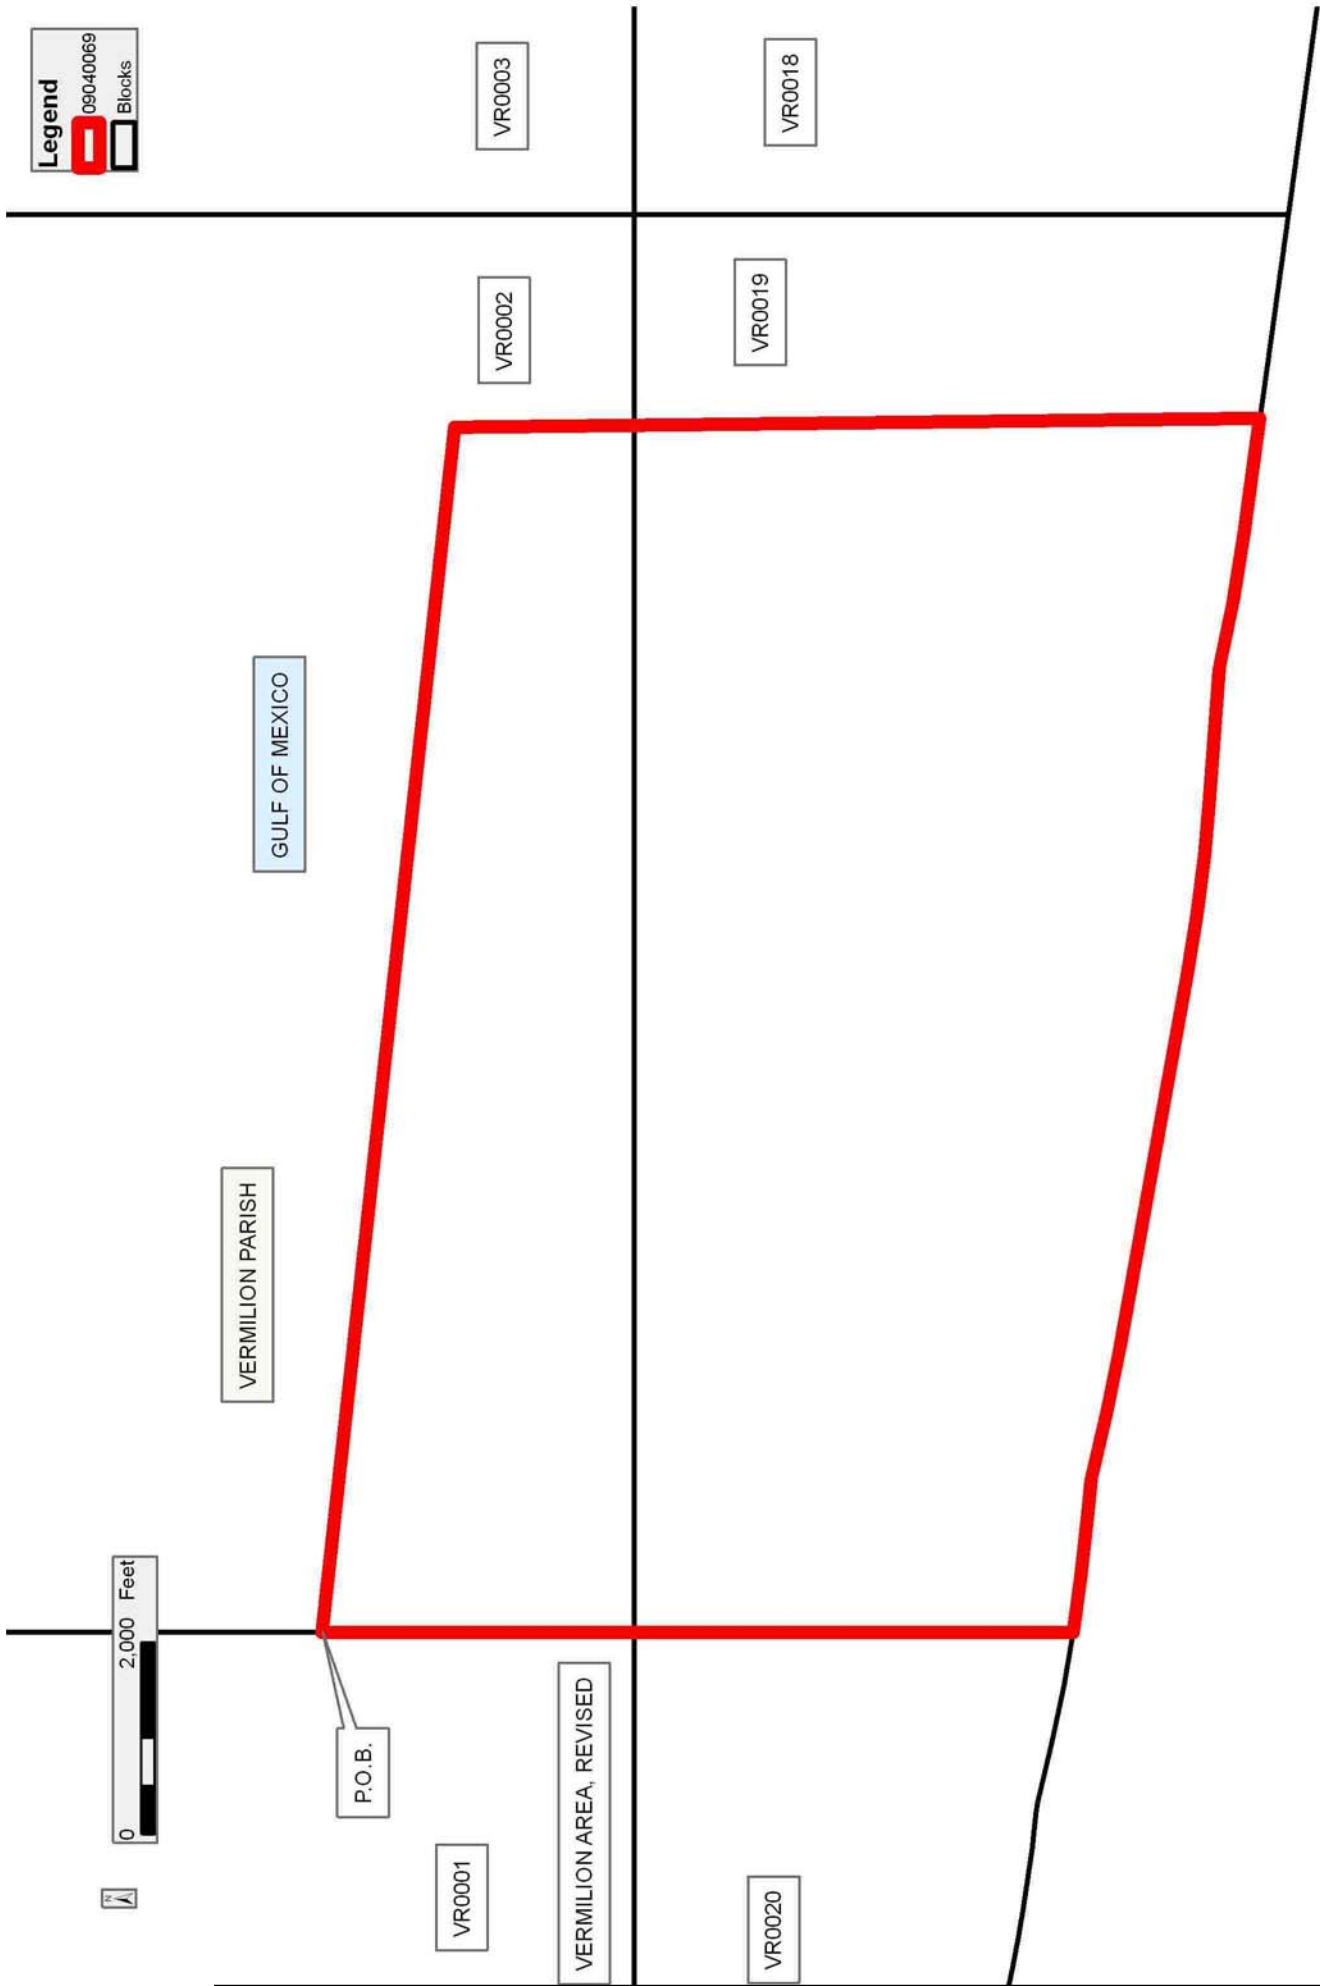 N
0
2,000
Feet
Legend
09040069
Blocks
VERMILION PARISH
GULF OF MEXICO
P.O.B.
VR0001
VR0002
VR0003
VERMILION AREA, REVISED
VR0020
VR0019
VR0018